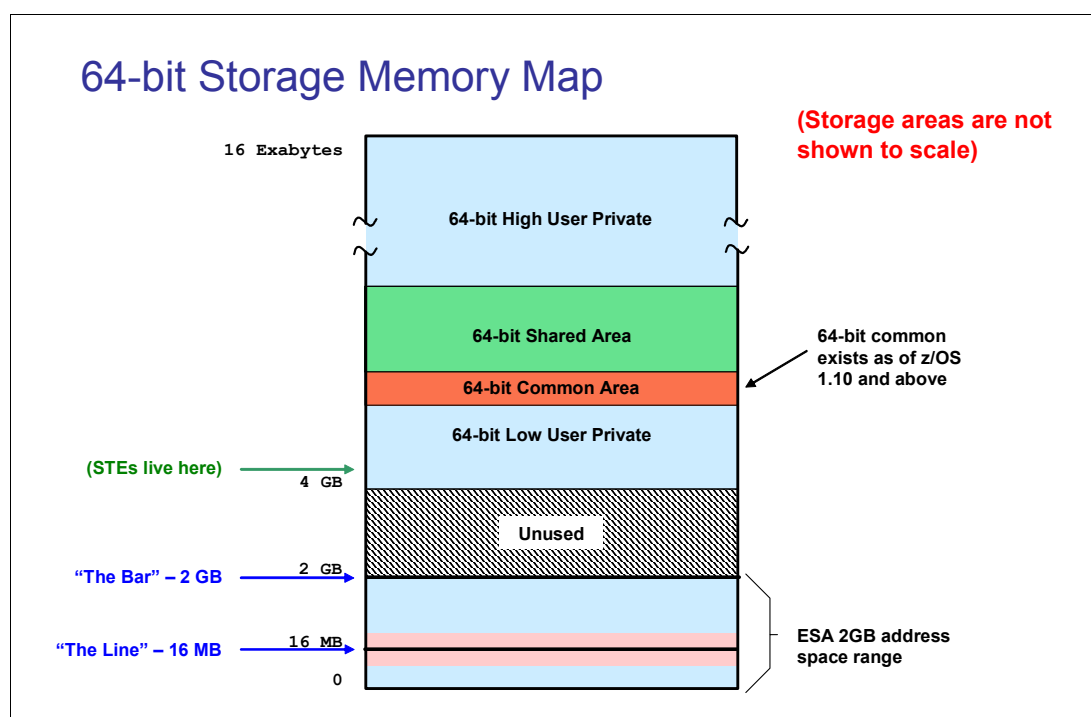 64-bit Storage Memory Map
(Storage areas are not
shown to scale)
16 Exabytes
64-bit High User Private
64-bit Shared Area
64-bit common
exists as of z/OS
1.10 and above
64-bit Common Area
64-bit Low User Private
(STEs live here)
4 GB
Unused
“The Bar” – 2 GB
2 GB
ESA 2GB address
space range
“The Line” – 16 MB
16 MB
0